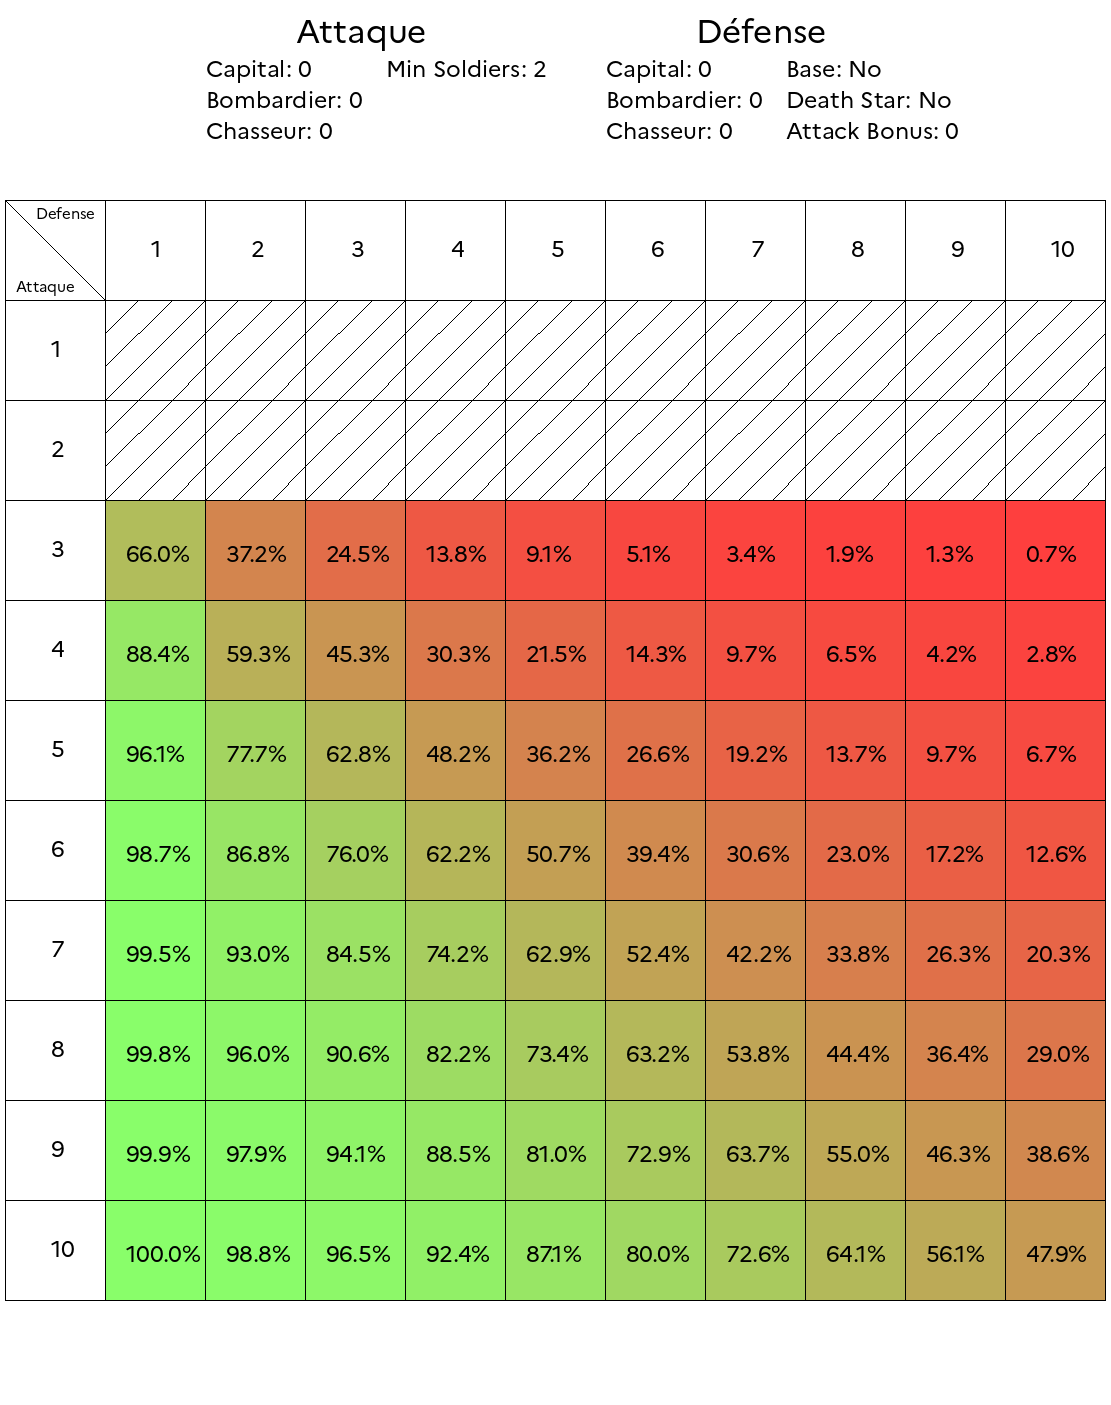 Attaque Défense
Capital: 0 Min Soldiers: 2 Capital: 0 Base: No
Bombardier: 0 Bombardier: 0 Death Star: No
Chasseur: 0 Chasseur: 0 Attack Bonus: 0
Defense
1 2 3 4 5 6 7 8 9 10
Attaque
1
2
3 66.0% 37.2% 24.5% 13.8% 9.1% 5.1% 3.4% 1.9% 1.3% 0.7%
4 88.4% 59.3% 45.3% 30.3% 21.5% 14.3% 9.7% 6.5% 4.2% 2.8%
5 96.1% 77.7% 62.8% 48.2% 36.2% 26.6% 19.2% 13.7% 9.7% 6.7%
6 98.7% 86.8% 76.0% 62.2% 50.7% 39.4% 30.6% 23.0% 17.2% 12.6%
7 99.5% 93.0% 84.5% 74.2% 62.9% 52.4% 42.2% 33.8% 26.3% 20.3%
8 99.8% 96.0% 90.6% 82.2% 73.4% 63.2% 53.8% 44.4% 36.4% 29.0%
9 99.9% 97.9% 94.1% 88.5% 81.0% 72.9% 63.7% 55.0% 46.3% 38.6%
10 100.0% 98.8% 96.5% 92.4% 87.1% 80.0% 72.6% 64.1% 56.1% 47.9%